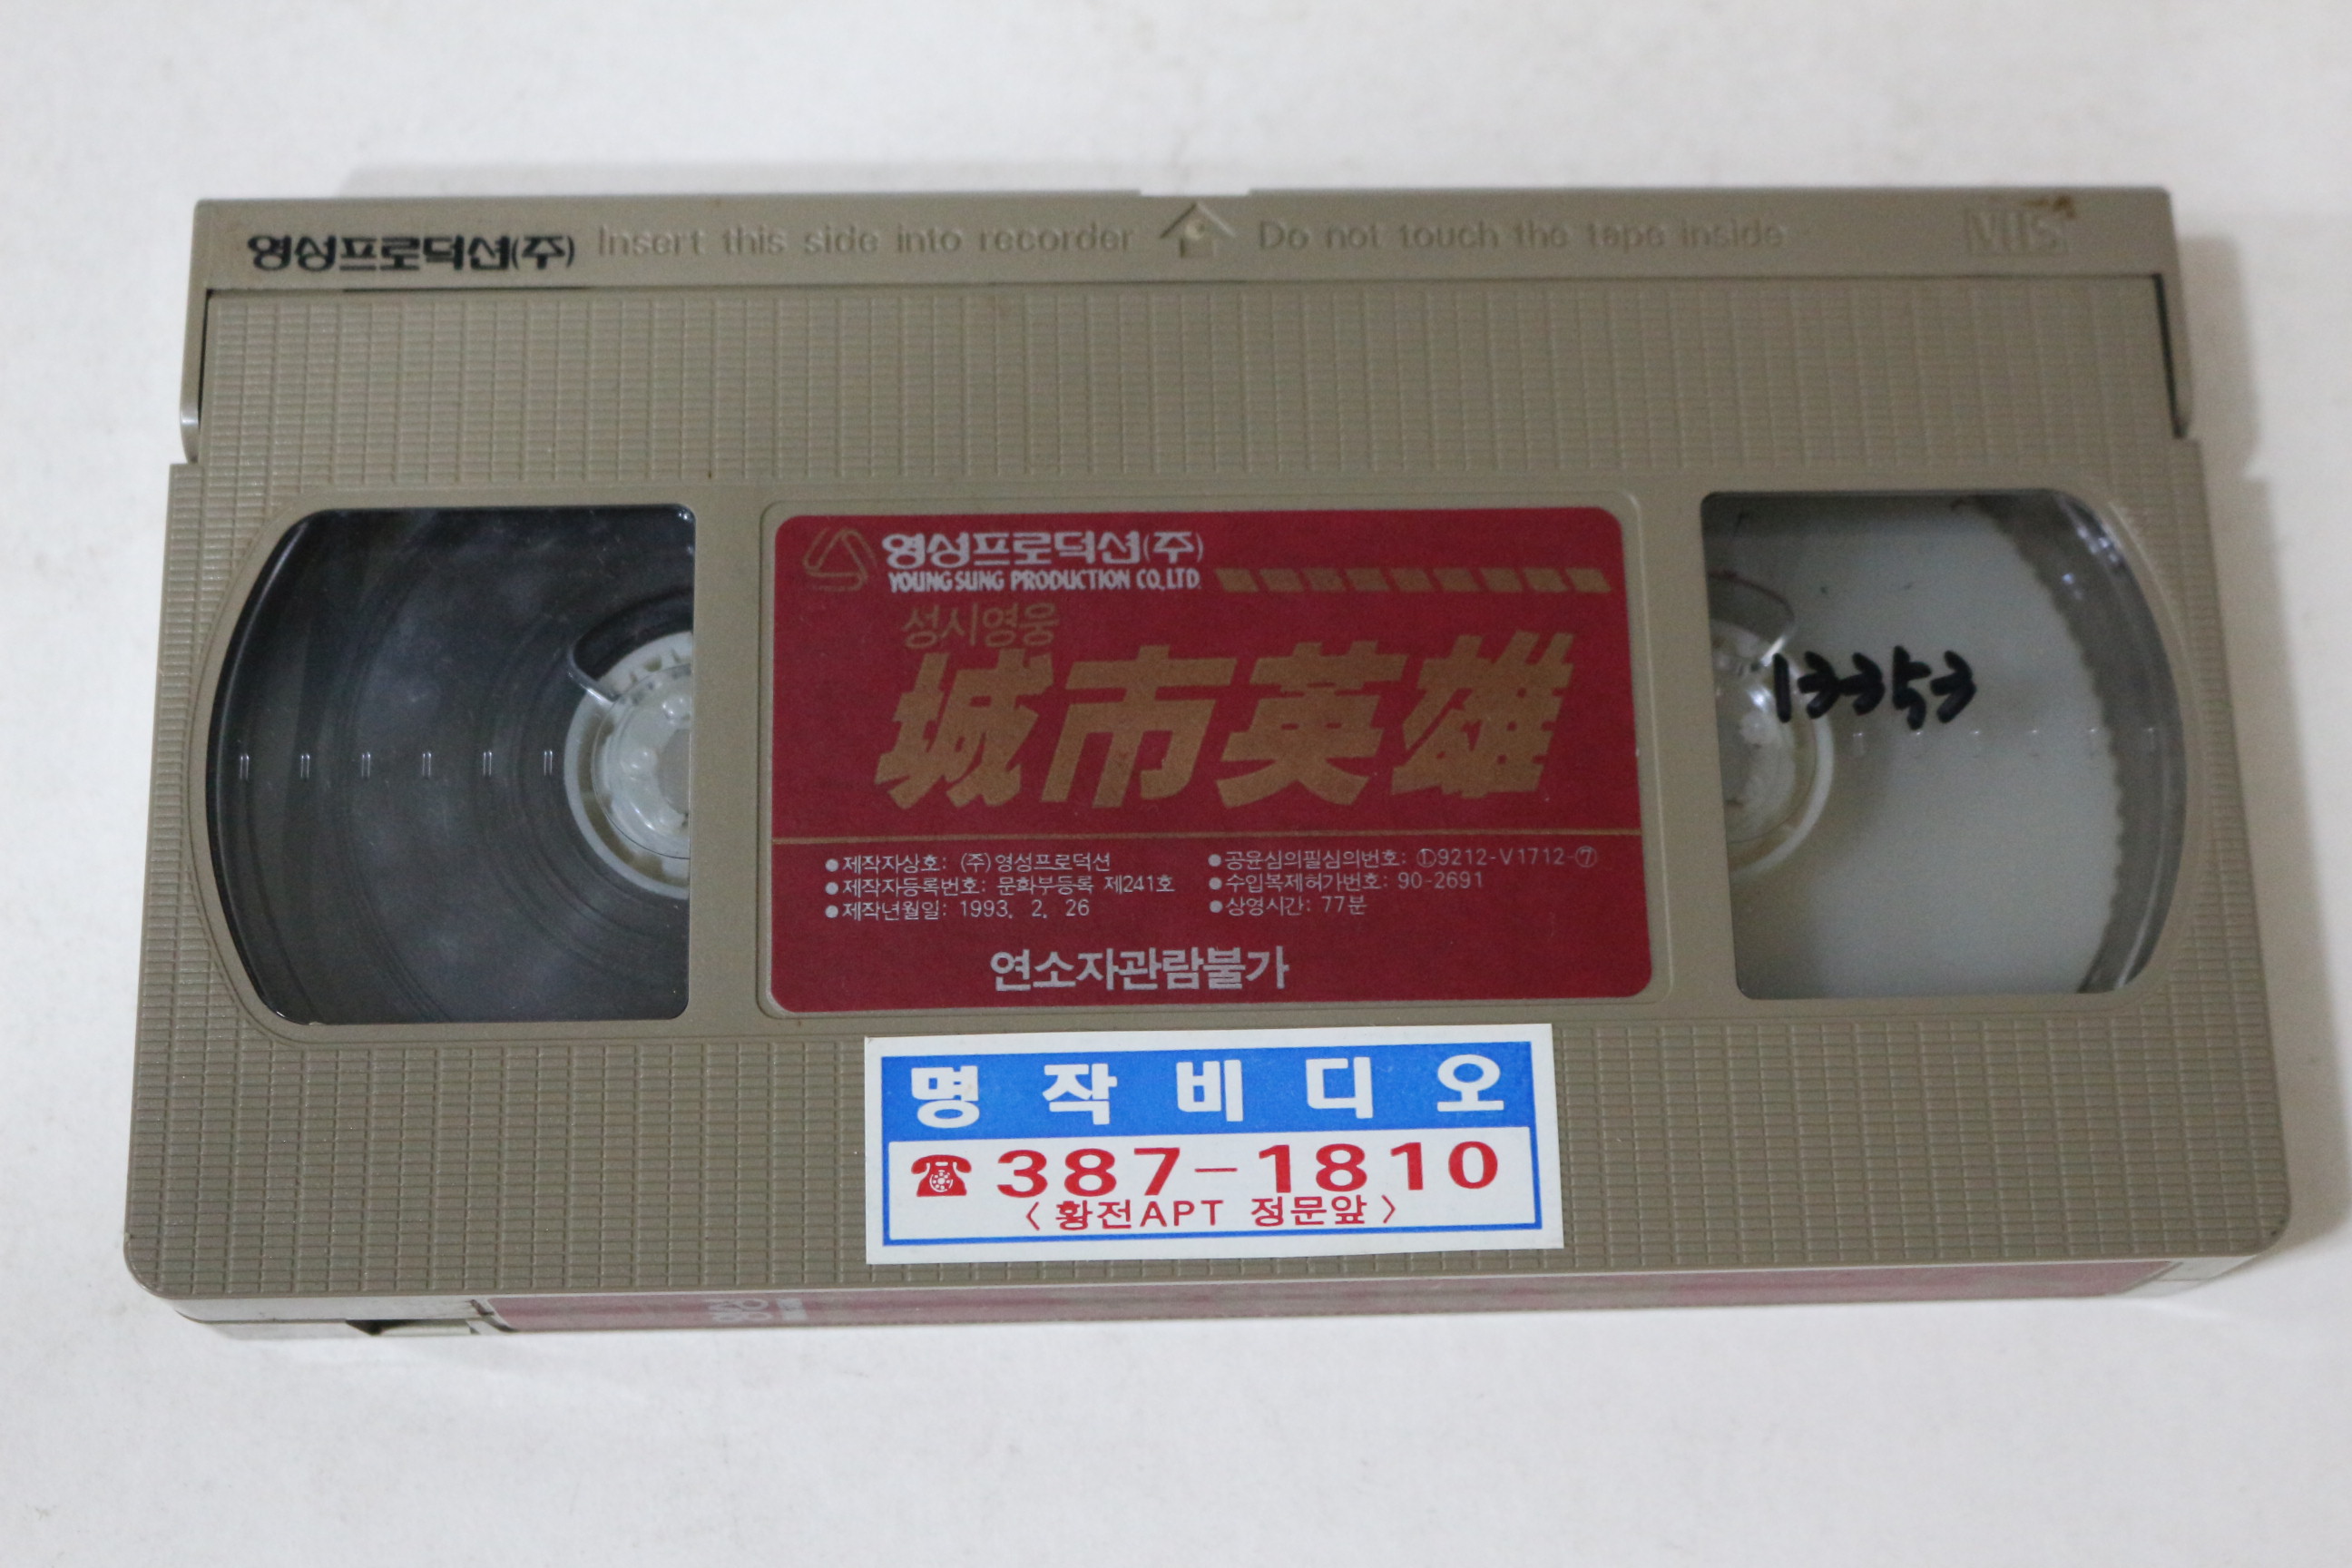 영성프로덕션(주) Insert this side into recorder Do not touch the tape inside VHS
영성프로덕션(주)
YOUNG SUNG PRODUCTION CO.,LTD.
성시영웅
城市英雄
13353
●제작자상호: (주)영성프로덕션
●제작자등록번호: 문화부등록 제241호
●제작년월일: 1993. 2. 26
●공윤심의필심의번호: ①9212-V1712-⑦
●수입복제허가번호: 90-2691
●상영시간: 77분
연소자관람불가
명작비디오
☎387-1810
〈황전APT 정문앞〉